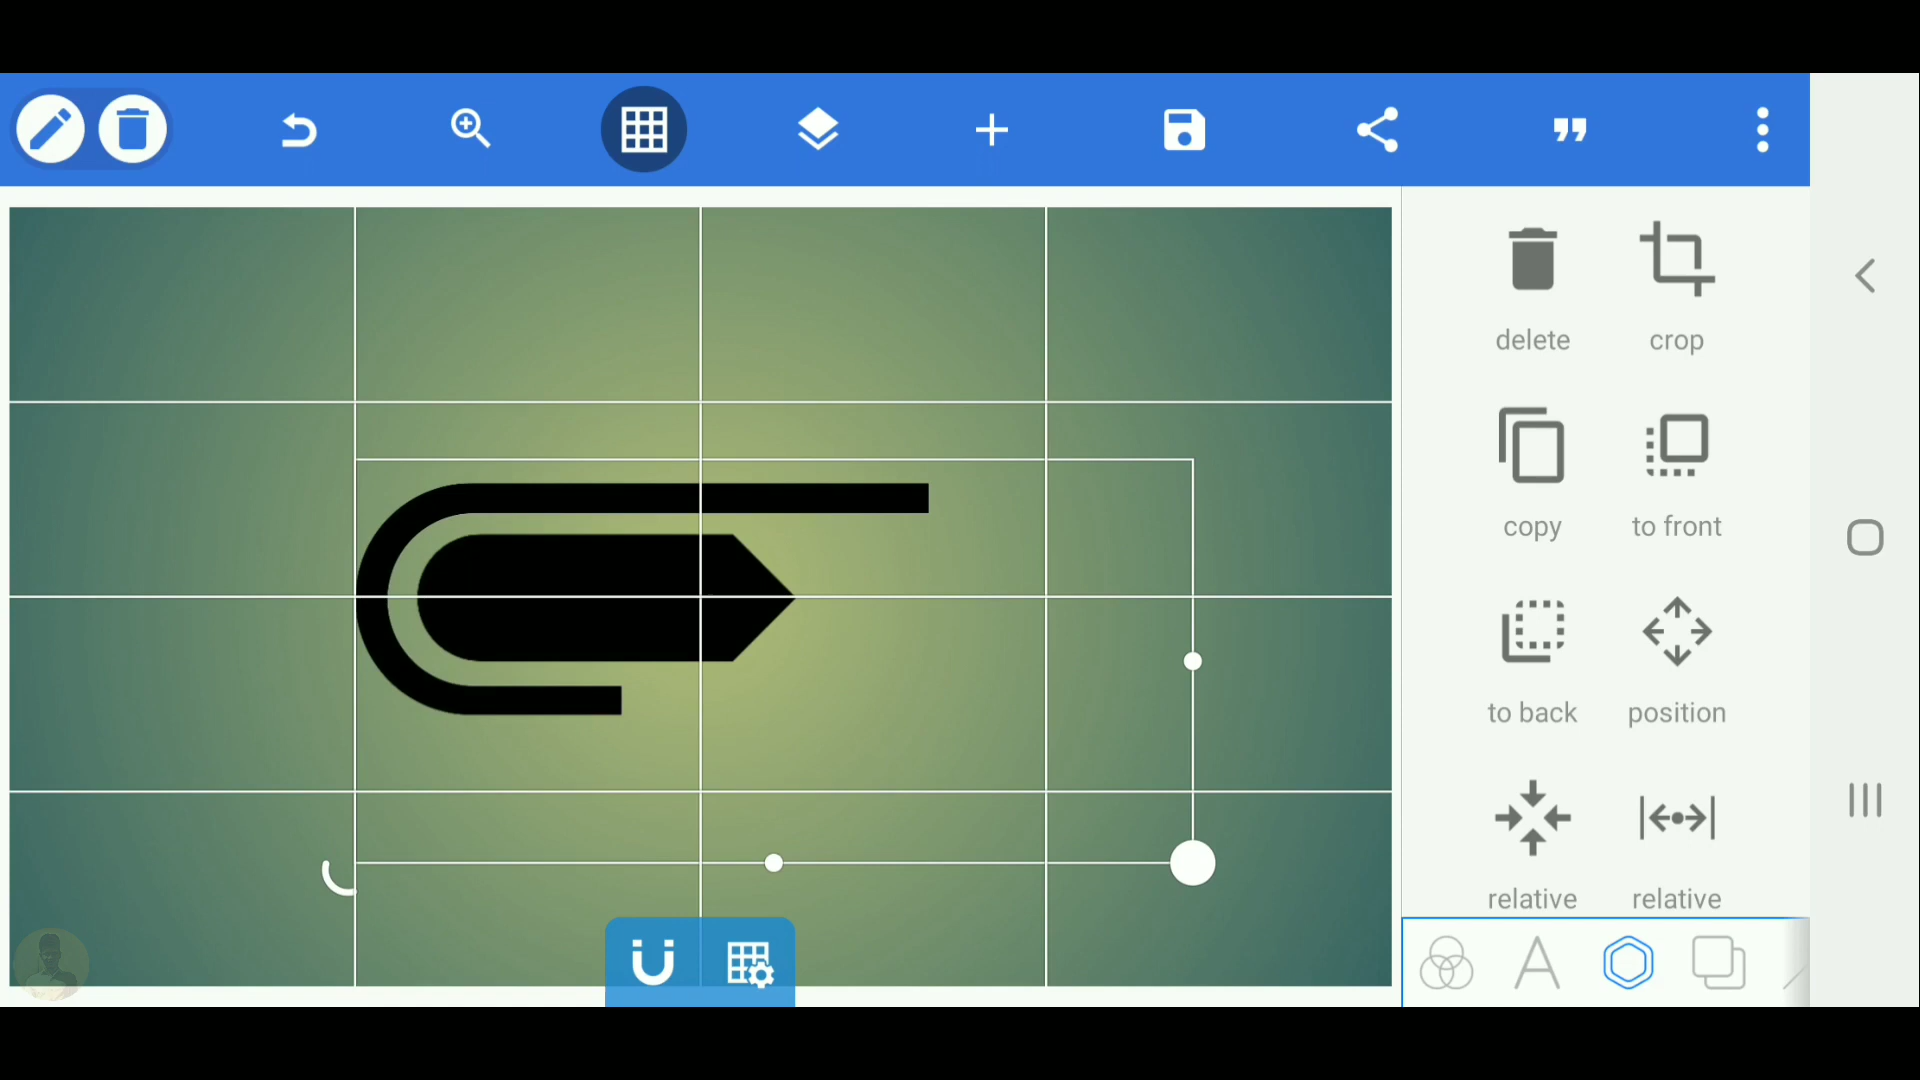 delete crop
copy to front
to back position
relative relative